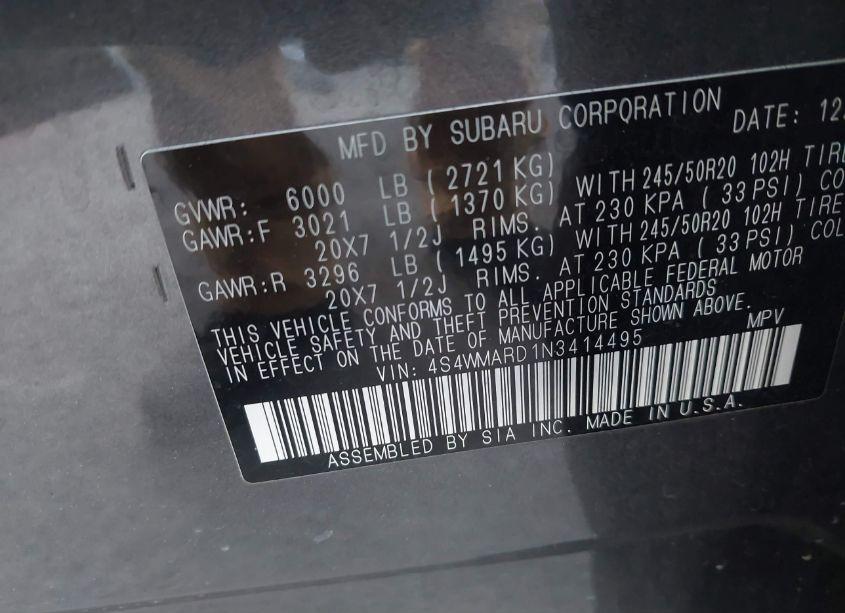 MFD BY SUBARU CORPORATION DATE: 12
GVWR: 6000 LB ( 2721 KG)
GAWR:F 3021 LB ( 1370 KG) WITH 245/50R20 102H TIRE
20X7 1/2J RIMS. AT 230 KPA ( 33 PSI) CO
GAWR:R 3296 LB ( 1495 KG) WITH 245/50R20 102H TIRE
20X7 1/2J RIMS. AT 230 KPA ( 33 PSI) COL
THIS VEHICLE CONFORMS TO ALL APPLICABLE FEDERAL MOTOR
VEHICLE SAFETY AND THEFT PREVENTION STANDARDS
IN EFFECT ON THE DATE OF MANUFACTURE SHOWN ABOVE.
VIN: 4S4WMARD1N3414495 MPV
ASSEMBLED BY SIA INC. MADE IN U.S.A.